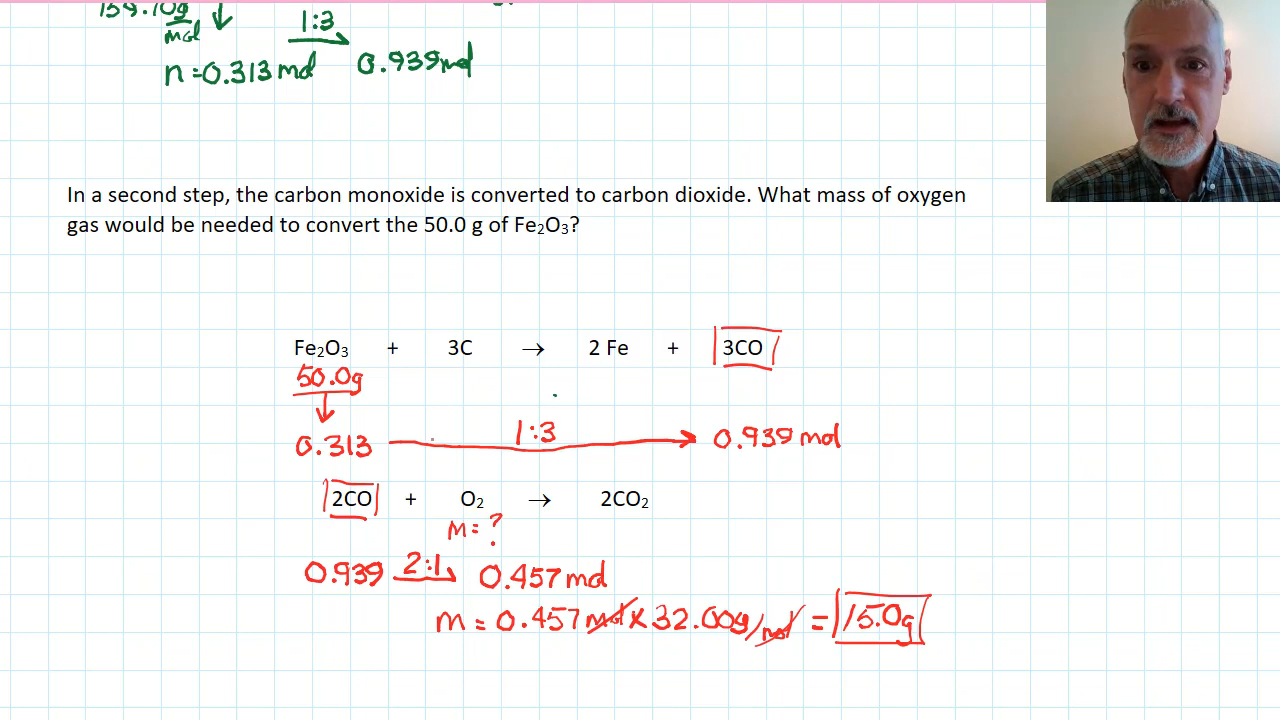 159.70g
mol
1:3
n=0.313 mol 0.939 mol
In a second step, the carbon monoxide is converted to carbon dioxide. What mass of oxygen
gas would be needed to convert the 50.0 g of Fe₂O₃?
Fe₂O₃ + 3C → 2 Fe + 3CO
50.0g
0.313 1:3 0.939 mol
2CO + O₂ → 2CO₂
m=?
0.939 2:1 0.457 mol
m = 0.457 mol x 32.00g/mol = 15.0g